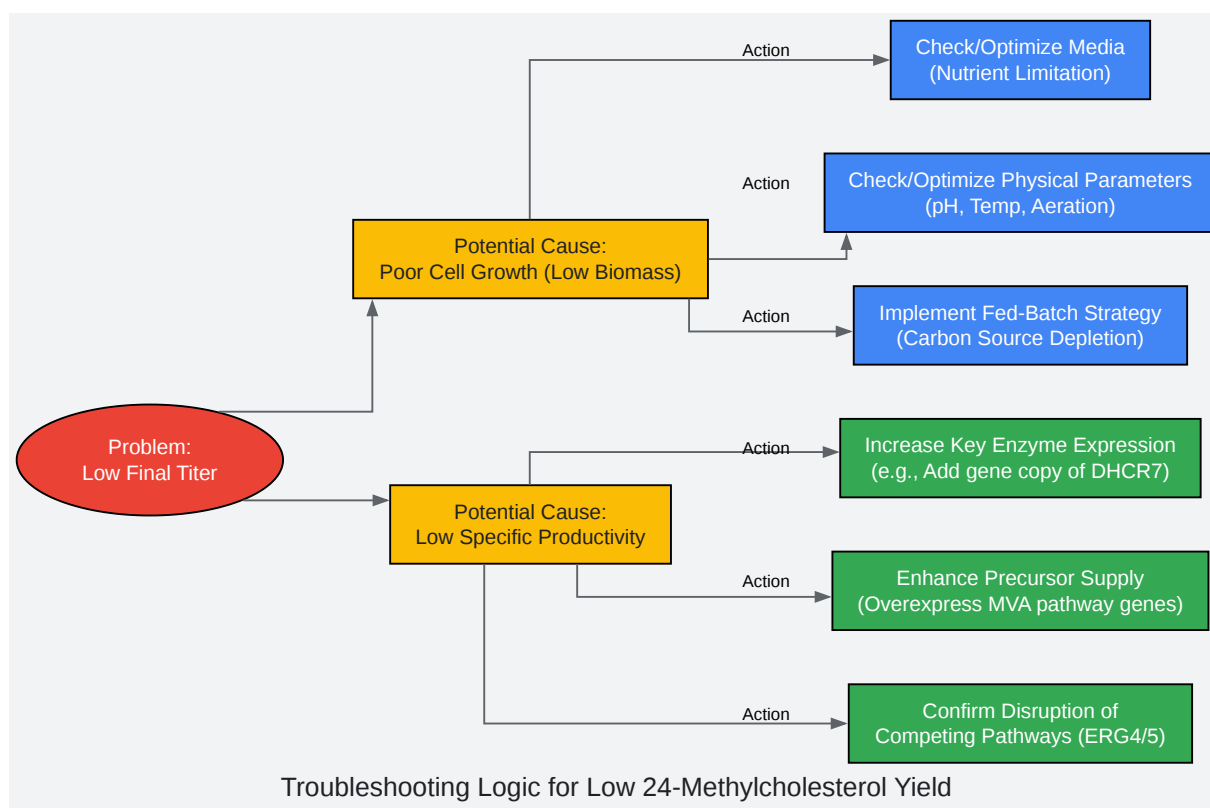 Action
Check/Optimize Media
(Nutrient Limitation)
Action
Check/Optimize Physical Parameters
(pH, Temp, Aeration)
Potential Cause:
Poor Cell Growth (Low Biomass)
Action
Implement Fed-Batch Strategy
(Carbon Source Depletion)
Problem:
Low Final Titer
Action
Increase Key Enzyme Expression
(e.g., Add gene copy of DHCR7)
Potential Cause:
Low Specific Productivity
Action
Enhance Precursor Supply
(Overexpress MVA pathway genes)
Action
Confirm Disruption of
Competing Pathways (ERG4/5)
Troubleshooting Logic for Low 24-Methylcholesterol Yield